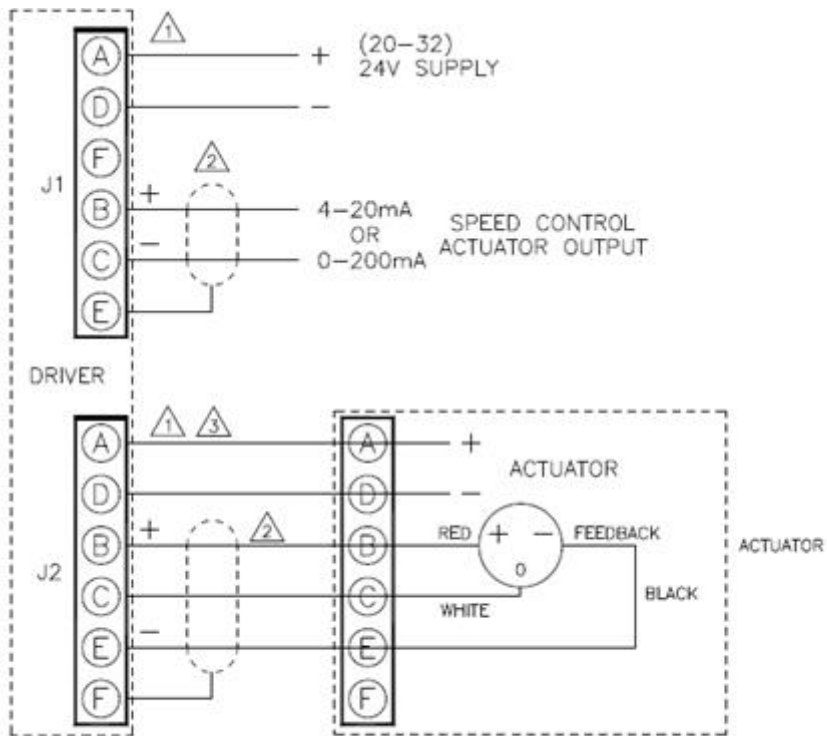 J1
A
1
+
(20-32)
24V SUPPLY
D
-
F
2
+
B
4-20mA
OR
SPEED CONTROL
ACTUATOR OUTPUT
-
C
0-200mA
E
DRIVER
J2
A
1
3
A
+
ACTUATOR
D
D
-
+
2
B
B
RED
+
-
FEEDBACK
ACTUATOR
0
C
C
WHITE
BLACK
-
E
E
F
F